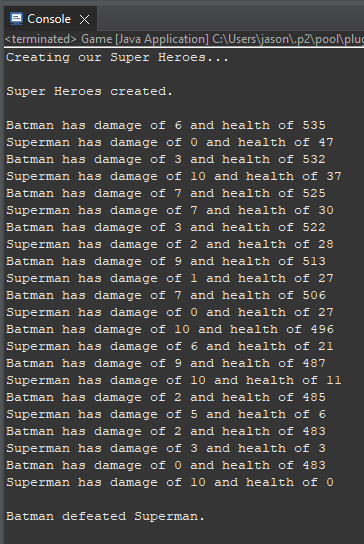 Console
<terminated> Game [Java Application] C:\Users\jason\.p2\pool\plu
Creating our Super Heroes...
Super Heroes created.
Batman has damage of 6 and health of 535
Superman has damage of 0 and health of 47
Batman has damage of 3 and health of 532
Superman has damage of 10 and health of 37
Batman has damage of 7 and health of 525
Superman has damage of 7 and health of 30
Batman has damage of 3 and health of 522
Superman has damage of 2 and health of 28
Batman has damage of 9 and health of 513
Superman has damage of 1 and health of 27
Batman has damage of 7 and health of 506
Superman has damage of 0 and health of 27
Batman has damage of 10 and health of 496
Superman has damage of 6 and health of 21
Batman has damage of 9 and health of 487
Superman has damage of 10 and health of 11
Batman has damage of 2 and health of 485
Superman has damage of 5 and health of 6
Batman has damage of 2 and health of 483
Superman has damage of 3 and health of 3
Batman has damage of 0 and health of 483
Superman has damage of 10 and health of 0
Batman defeated Superman.